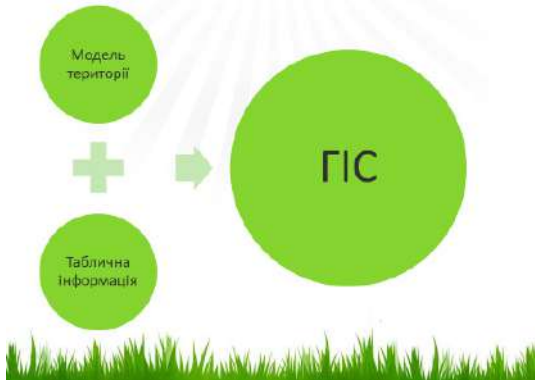 Модель
території
ГІС
Таблична
інформація